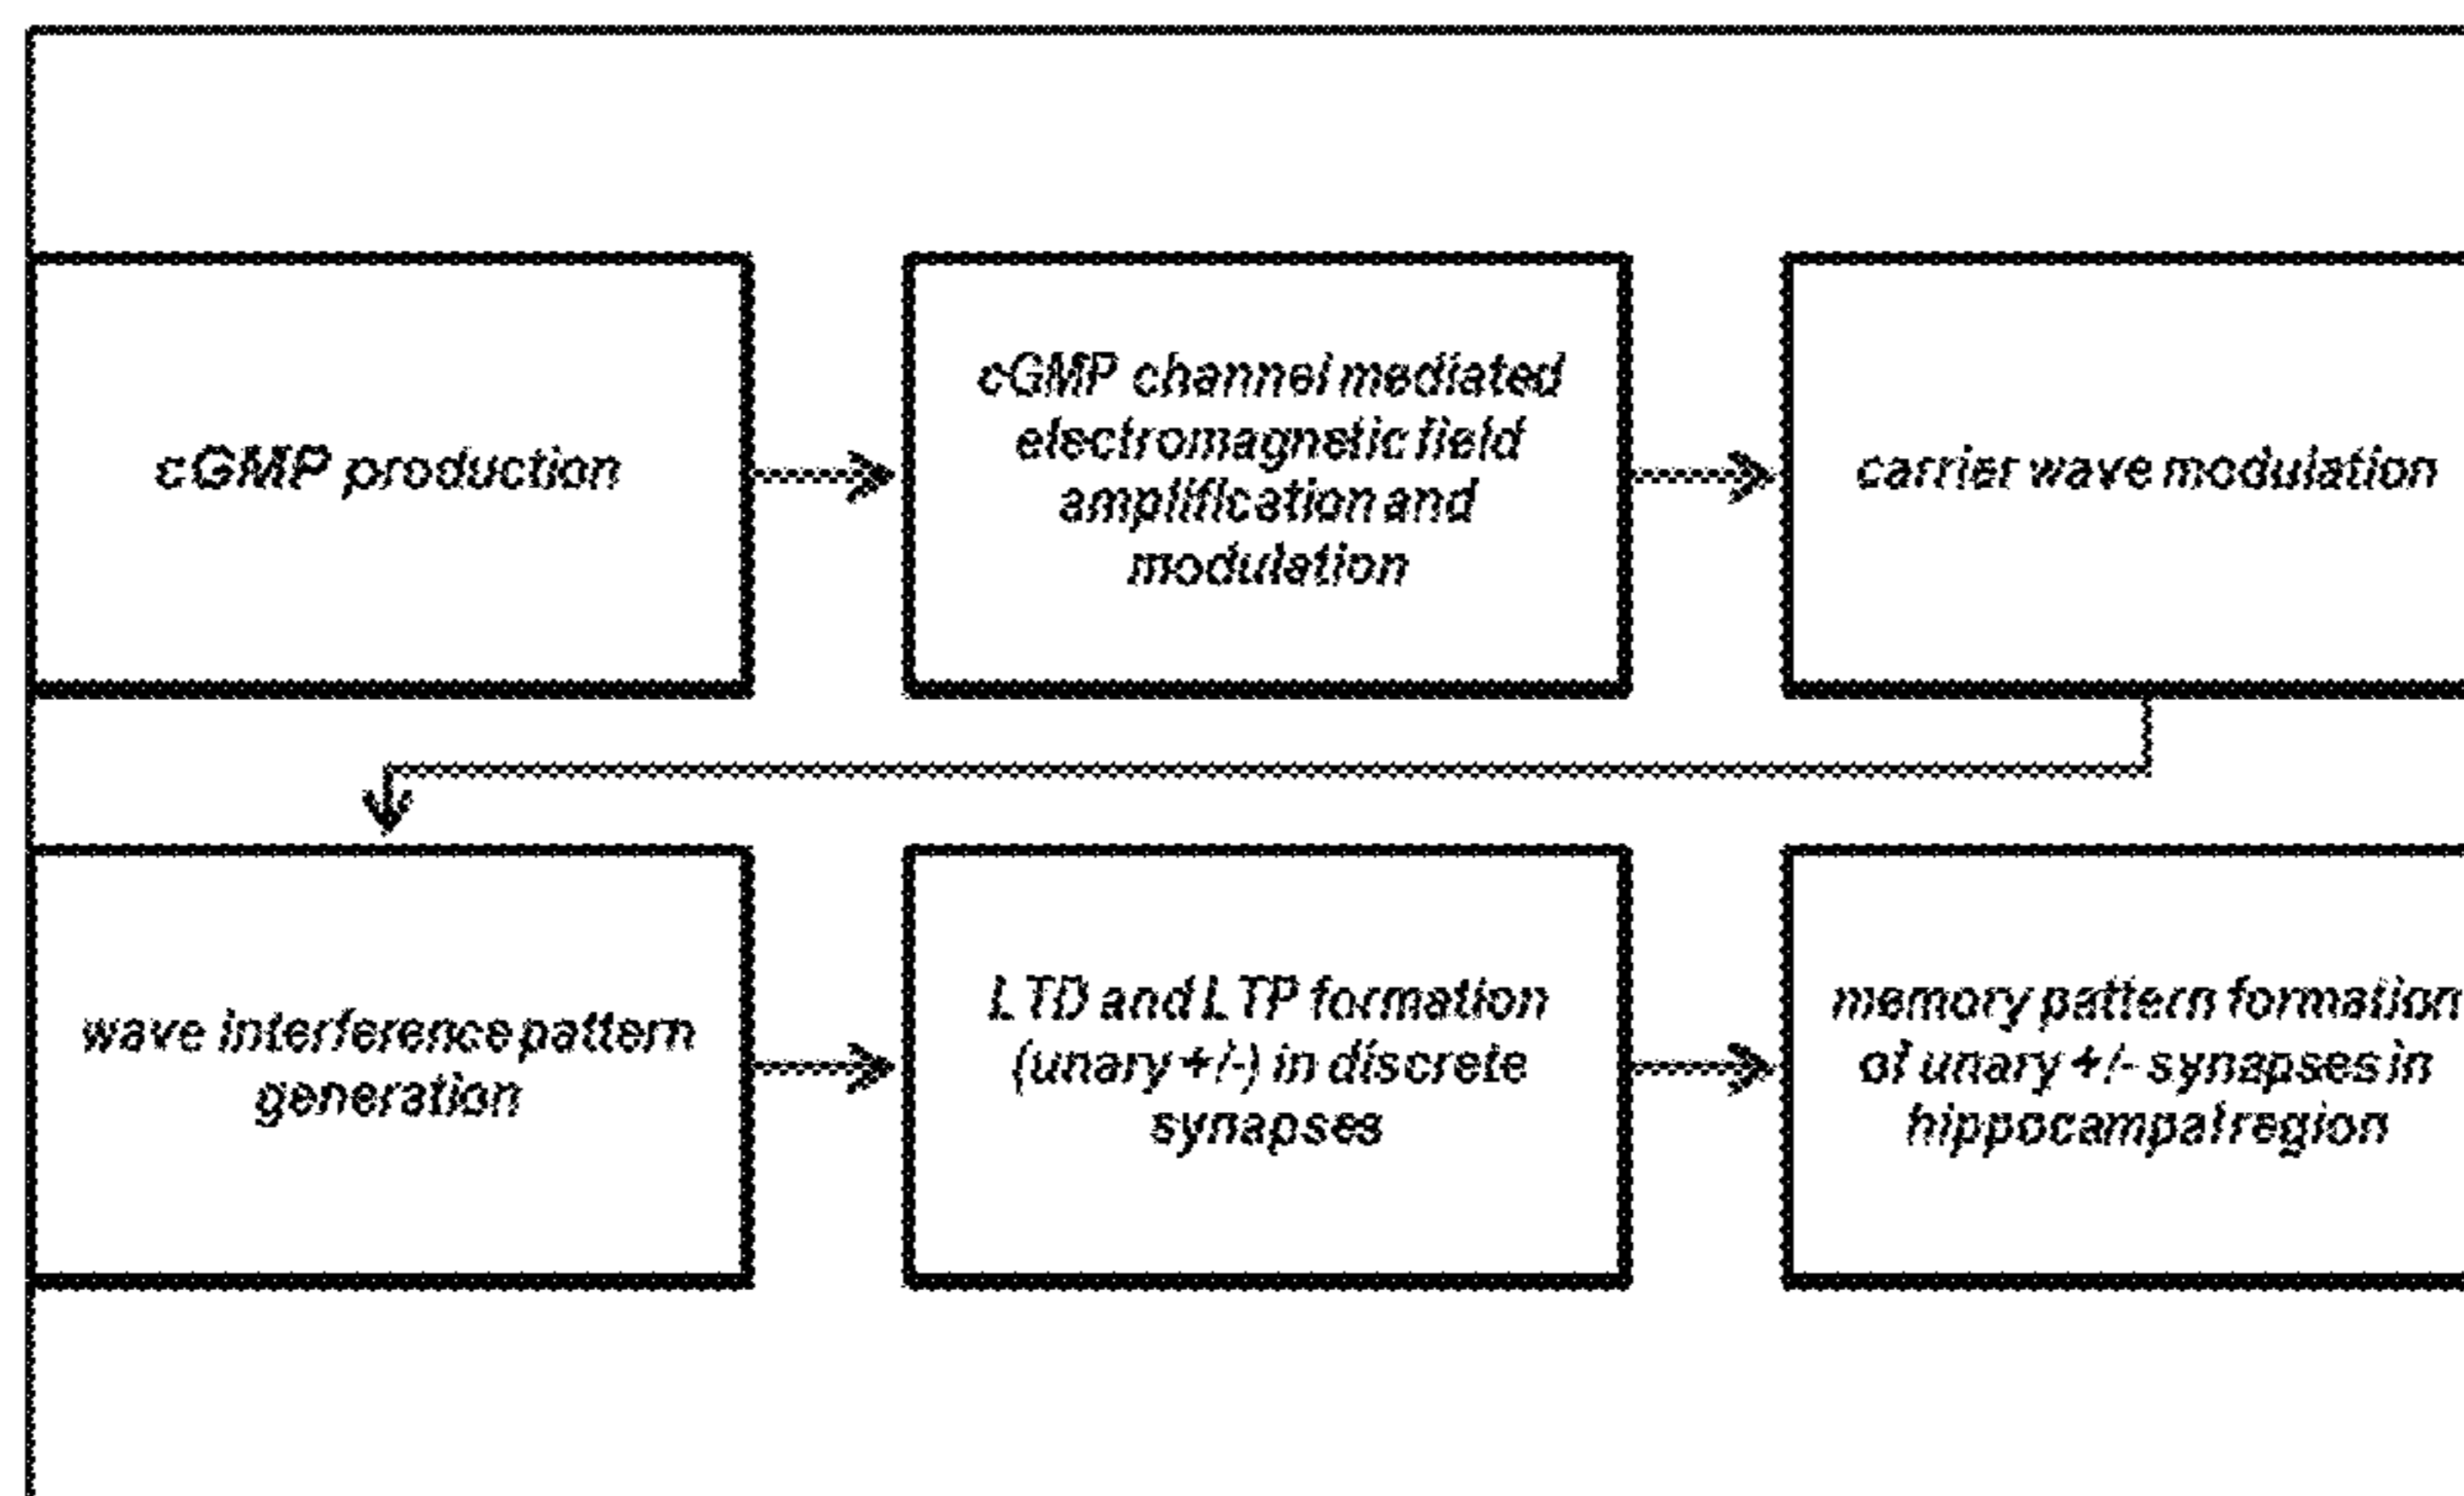 cGMP production
cGMP channel mediated
electromagnetic field
amplification and
modulation
carrier wave modulation
wave interference pattern
generation
LTD and LTP formation
(unary +/-) in discrete
synapses
memory pattern formation
of unary +/- synapses in
hippocampal region